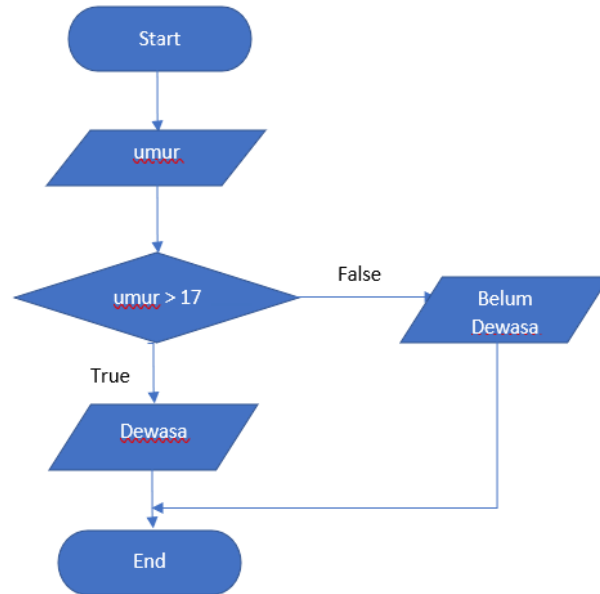 Start
umur
umur > 17
False
Belum
Dewasa
True
Dewasa
End